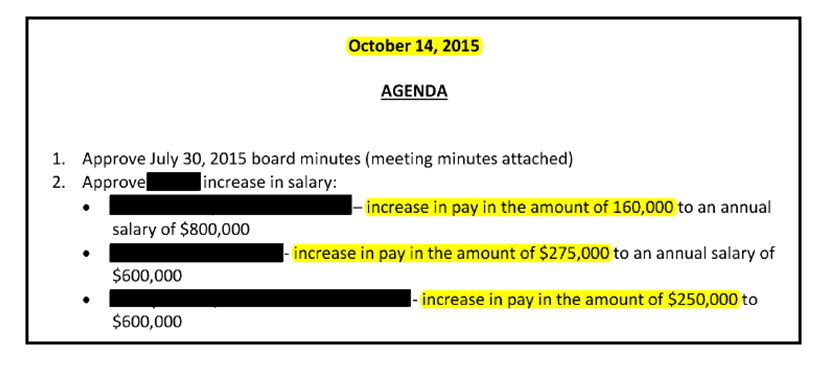 October 14, 2015
AGENDA
1. Approve July 30, 2015 board minutes (meeting minutes attached)
2. Approve increase in salary:
• – increase in pay in the amount of 160,000 to an annual
salary of $800,000
• - increase in pay in the amount of $275,000 to an annual salary of
$600,000
• - increase in pay in the amount of $250,000 to
$600,000